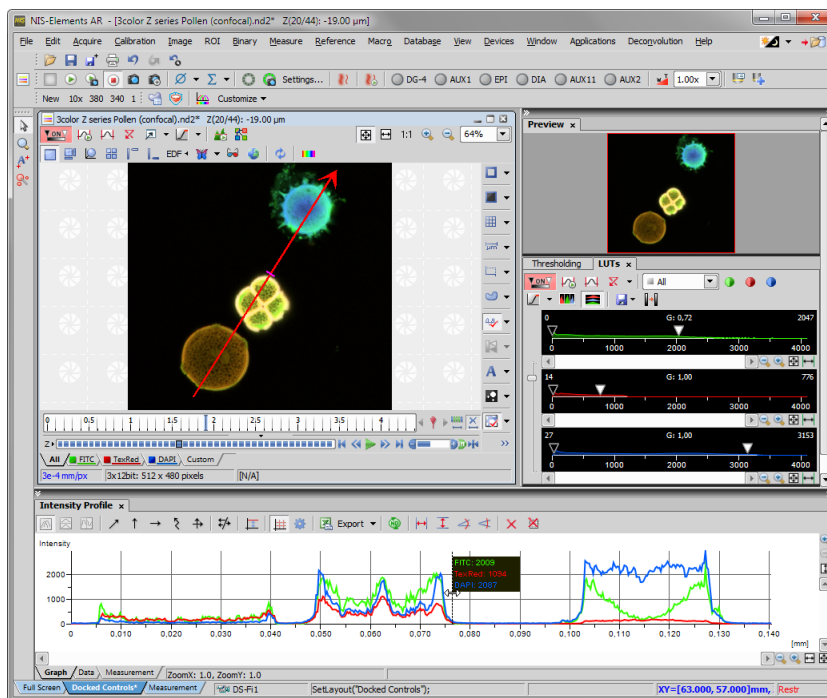 NIS-Elements AR - [3color Z series Pollen (confocal).nd2* Z(20/44): -19.00 µm]
File Edit Acquire Calibration Image ROI Binary Measure Reference Macro Database View Devices Window Applications Deconvolution Help
Settings... DG-4 AUX1 EPI DIA AUX11 AUX2 1.00x
New 10x 380 340 1 Customize
3color Z series Pollen (confocal).nd2* Z(20/44): -19.00 µm
ON 1:1 64%
EDF
0 0.5 1 1.5 2 2.5 3 3.5 4
Z
All FITC TexRed DAPI Custom
3e-4 mm/px 3x12bit: 512 x 480 pixels [N/A]
Preview x
Thresholding LUTs x
ON All
0 G: 0,72 2047
0 1000 2000 3000 4000
14 G: 1,00 776
0 1000 2000 3000 4000
27 G: 1,00 3153
0 1000 2000 3000 4000
Intensity Profile x
Export
Intensity
2000
1000
0
FITC: 2009
TexRed: 1094
DAPI: 2087
0 0,010 0,020 0,030 0,040 0,050 0,060 0,070 0,080 0,090 0,100 0,110 0,120 0,130 0,140
[mm]
Graph Data Measurement ZoomX: 1.0, ZoomY: 1.0
Full Screen Docked Controls* Measurement DS-Fi1 SetLayout("Docked Controls"); XY=[63.000, 57.000]mm, Restr